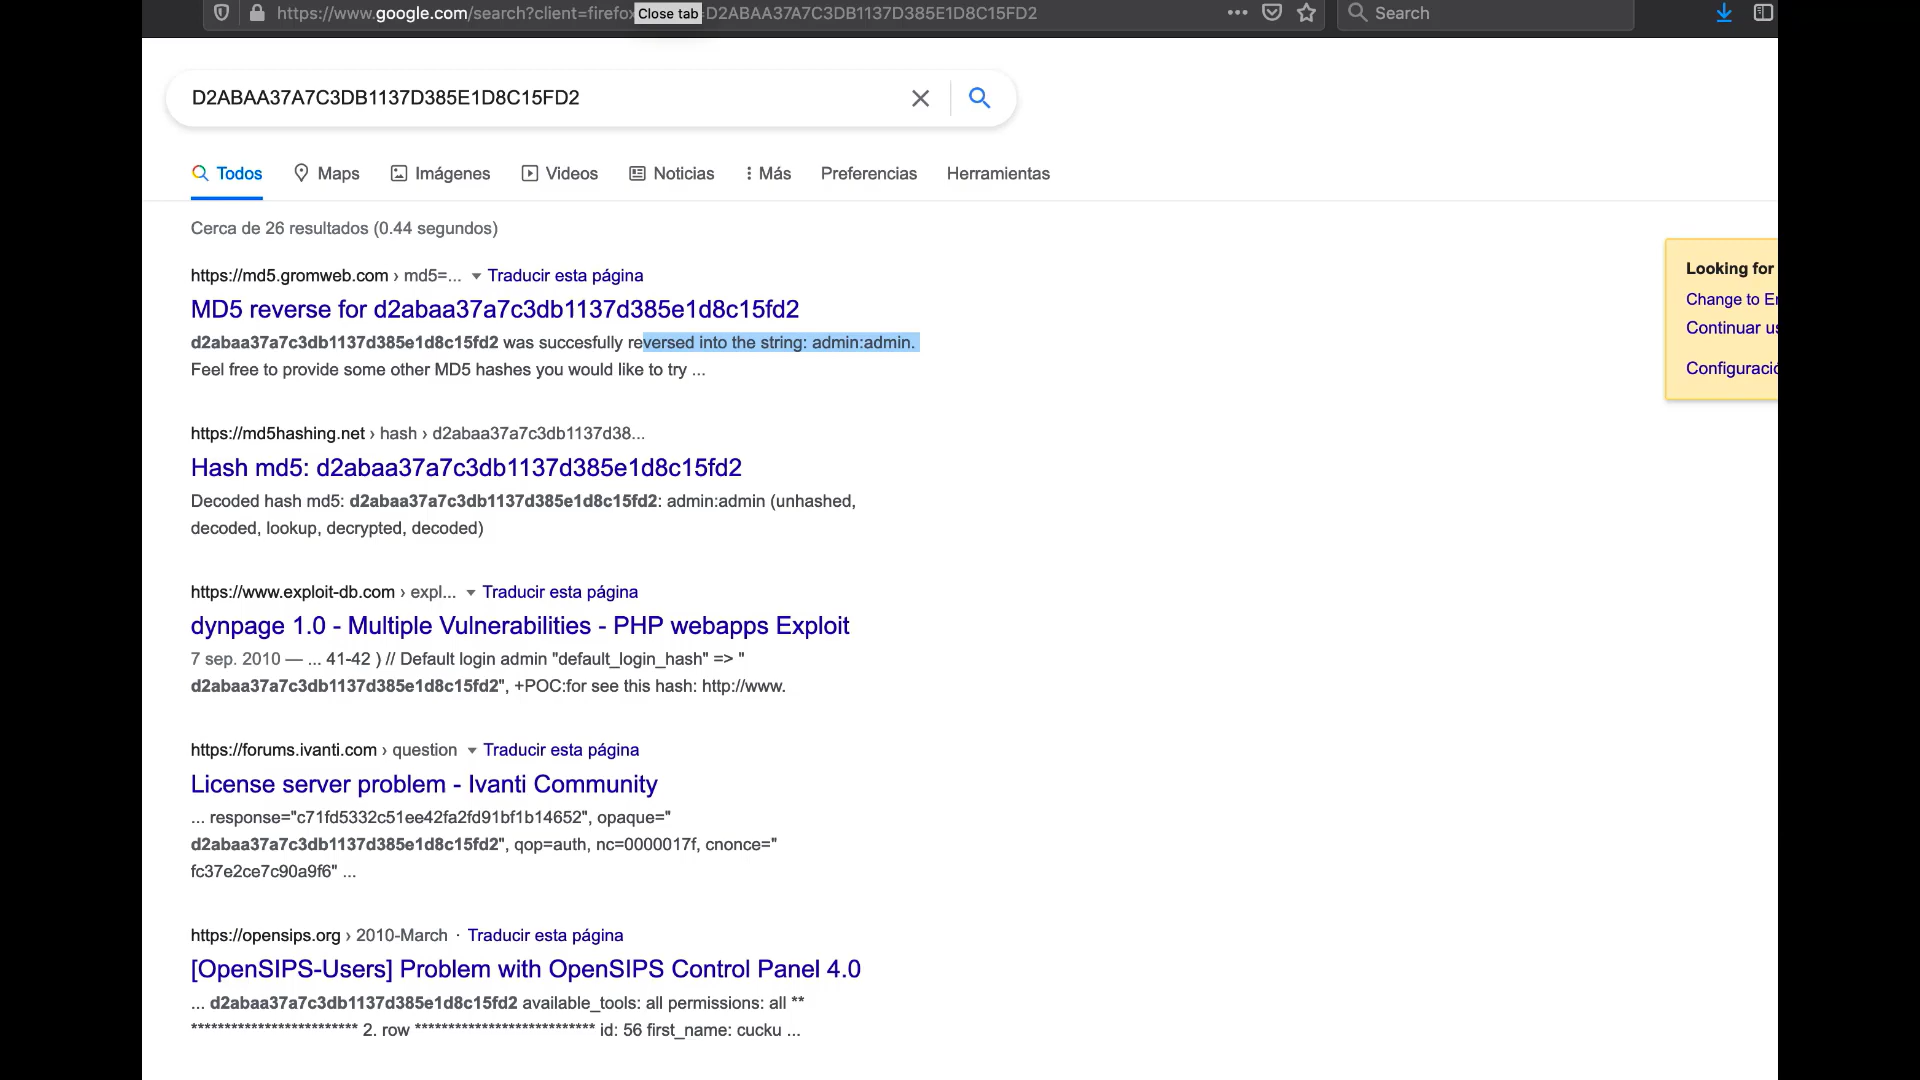 https://www.google.com/search?client=firefox Close tab =D2ABAA37A7C3DB1137D385E1D8C15FD2 Search
D2ABAA37A7C3DB1137D385E1D8C15FD2
Todos Maps Imágenes Videos Noticias Más Preferencias Herramientas
Cerca de 26 resultados (0.44 segundos)
https://md5.gromweb.com › md5=... Traducir esta página
MD5 reverse for d2abaa37a7c3db1137d385e1d8c15fd2
d2abaa37a7c3db1137d385e1d8c15fd2 was succesfully reversed into the string: admin:admin.
Feel free to provide some other MD5 hashes you would like to try ...
https://md5hashing.net › hash › d2abaa37a7c3db1137d38...
Hash md5: d2abaa37a7c3db1137d385e1d8c15fd2
Decoded hash md5: d2abaa37a7c3db1137d385e1d8c15fd2: admin:admin (unhashed,
decoded, lookup, decrypted, decoded)
https://www.exploit-db.com › expl... Traducir esta página
dynpage 1.0 - Multiple Vulnerabilities - PHP webapps Exploit
7 sep. 2010 — ... 41-42 ) // Default login admin "default_login_hash" => "
d2abaa37a7c3db1137d385e1d8c15fd2", +POC:for see this hash: http://www.
https://forums.ivanti.com › question Traducir esta página
License server problem - Ivanti Community
... response="c71fd5332c51ee42fa2fd91bf1b14652", opaque="
d2abaa37a7c3db1137d385e1d8c15fd2", qop=auth, nc=0000017f, cnonce="
fc37e2ce7c90a9f6" ...
https://opensips.org › 2010-March · Traducir esta página
[OpenSIPS-Users] Problem with OpenSIPS Control Panel 4.0
... d2abaa37a7c3db1137d385e1d8c15fd2 available_tools: all permissions: all **
************************* 2. row *************************** id: 56 first_name: cucku ...
Looking for
Change to
Continuar